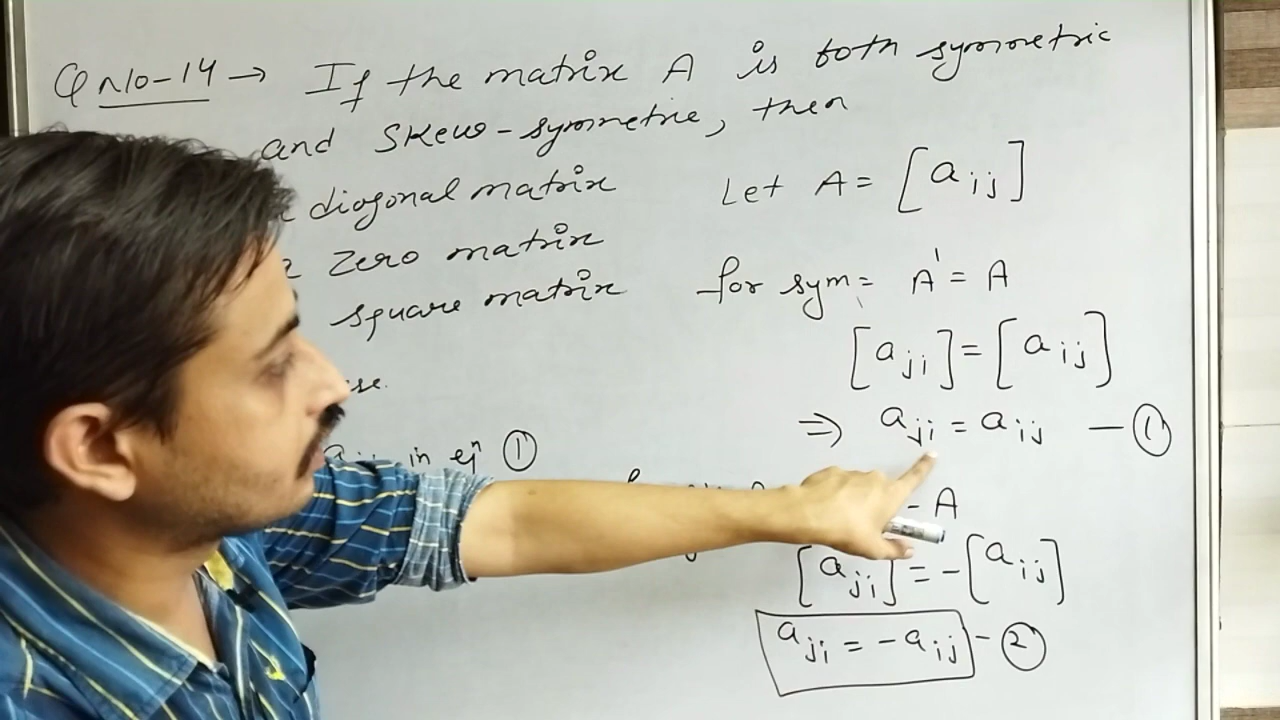 Qn10-14 → If the matrix A is both symmetric
and Skew-symmetric, then
diagonal matrix
Zero matrix
square matrix
Let A = [aij]
for sym = A' = A
[aji] = [aij]
⇒ aji = aij — ①
in eqn ①
- A
[aji] = -[aij]
aji = -aij - ②